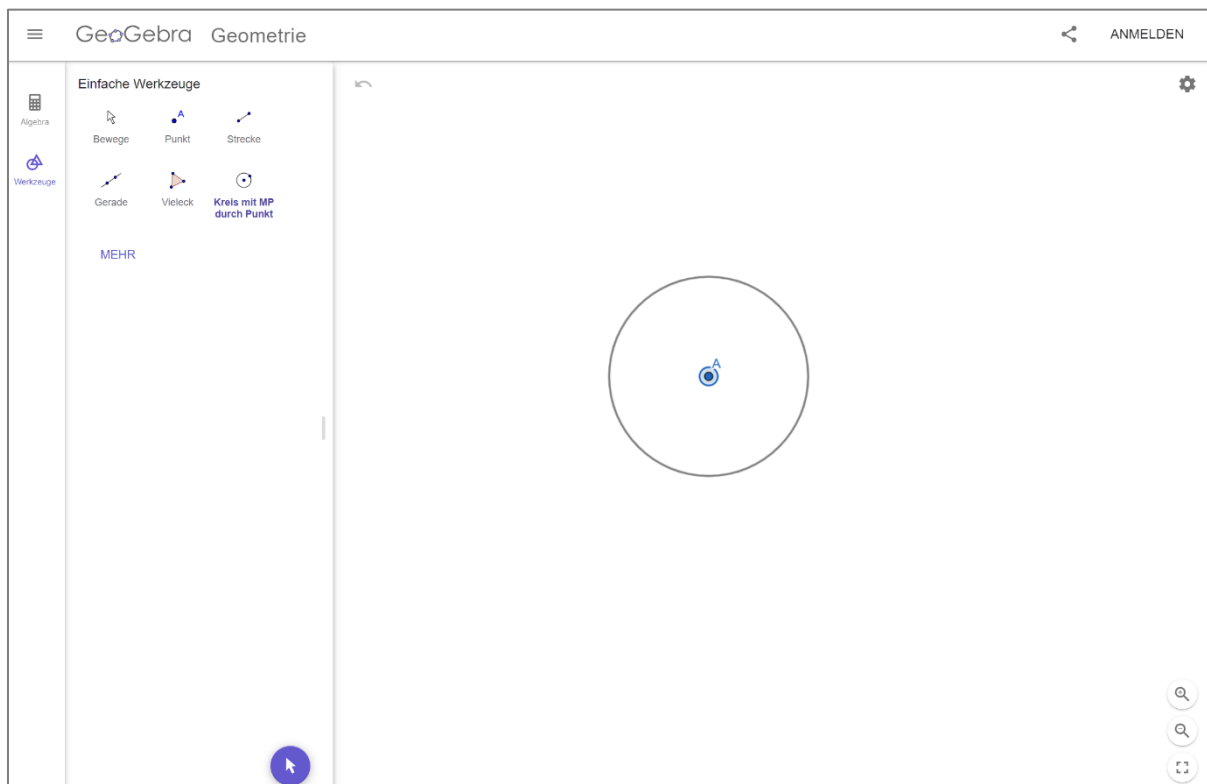 GeoGebra Geometrie
ANMELDEN
Algebra
Werkzeuge
Einfache Werkzeuge
Bewege Punkt Strecke
Gerade Vieleck Kreis mit MP
durch Punkt
MEHR
A
A